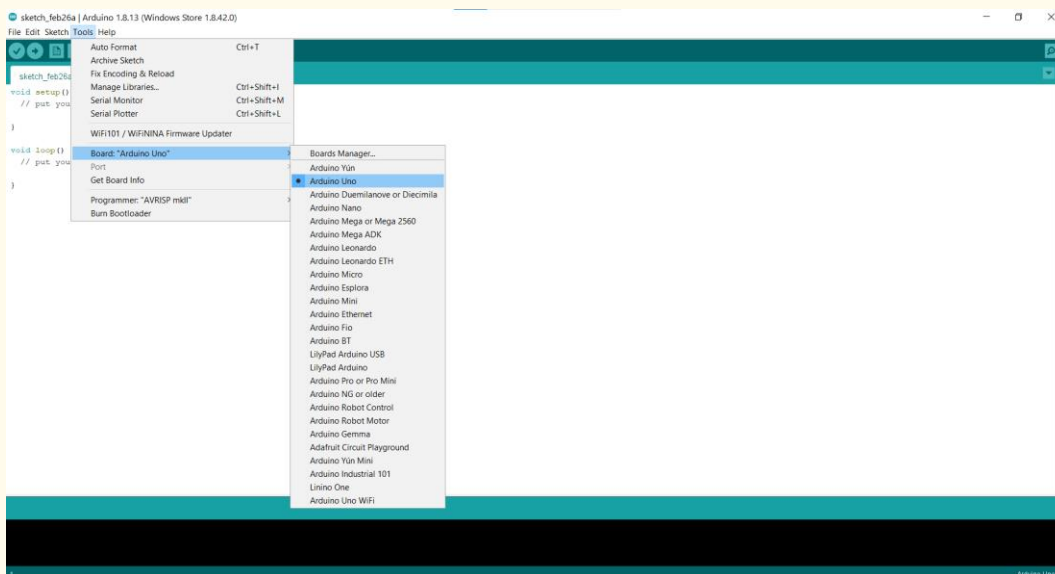 sketch_feb26a | Arduino 1.8.13 (Windows Store 1.8.42.0)
File Edit Sketch Tools Help
sketch_feb26a
void setup()
// put you
}
void loop()
// put you
}
Auto Format Ctrl+T
Archive Sketch
Fix Encoding & Reload
Manage Libraries... Ctrl+Shift+I
Serial Monitor Ctrl+Shift+M
Serial Plotter Ctrl+Shift+L
WiFi101 / WiFiNINA Firmware Updater
Board: "Arduino Uno"
Port
Get Board Info
Programmer: "AVRISP mkII"
Burn Bootloader
Boards Manager...
Arduino Yún
Arduino Uno
Arduino Duemilanove or Diecimila
Arduino Nano
Arduino Mega or Mega 2560
Arduino Mega ADK
Arduino Leonardo
Arduino Leonardo ETH
Arduino Micro
Arduino Esplora
Arduino Mini
Arduino Ethernet
Arduino Fio
Arduino BT
LilyPad Arduino USB
LilyPad Arduino
Arduino Pro or Pro Mini
Arduino NG or older
Arduino Robot Control
Arduino Robot Motor
Arduino Gemma
Adafruit Circuit Playground
Arduino Yún Mini
Arduino Industrial 101
Linino One
Arduino Uno WiFi